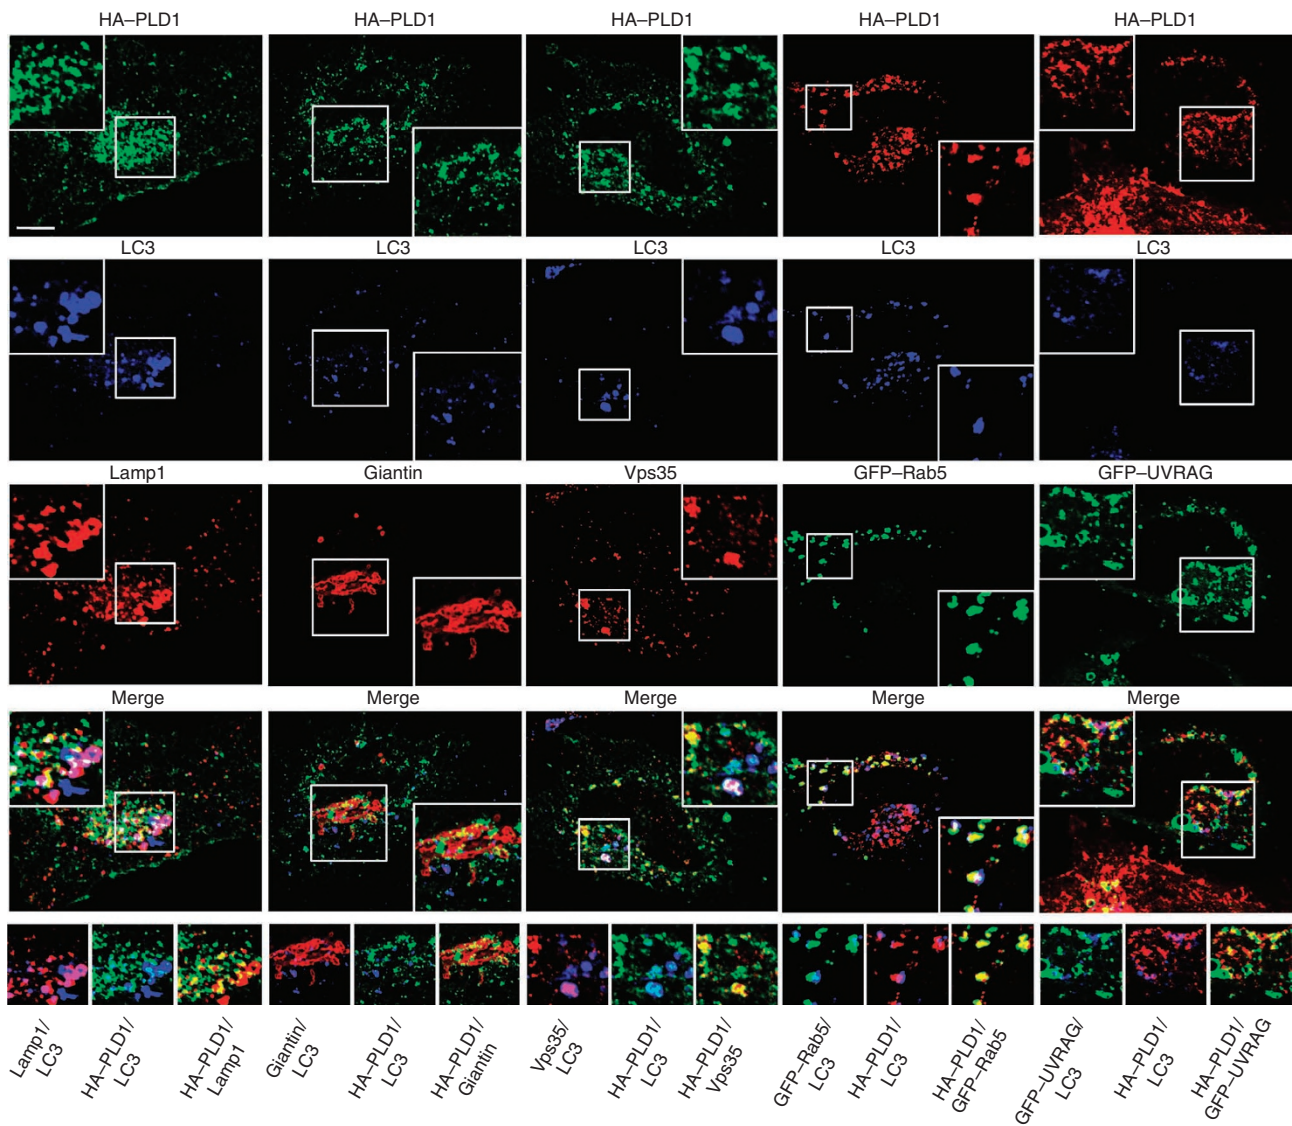 HA–PLD1 HA–PLD1 HA–PLD1 HA–PLD1 HA–PLD1
LC3 LC3 LC3 LC3 LC3
Lamp1 Giantin Vps35 GFP–Rab5 GFP–UVRAG
Merge Merge Merge Merge Merge
Lamp1/
LC3
HA–PLD1/
LC3
HA–PLD1/
Lamp1
Giantin/
LC3
HA–PLD1/
LC3
HA–PLD1/
Giantin
Vps35/
LC3
HA–PLD1/
LC3
HA–PLD1/
Vps35
GFP–Rab5/
LC3
HA–PLD1/
LC3
HA–PLD1/
GFP–Rab5
GFP–UVRAG/
LC3
HA–PLD1/
LC3
HA–PLD1/
GFP–UVRAG